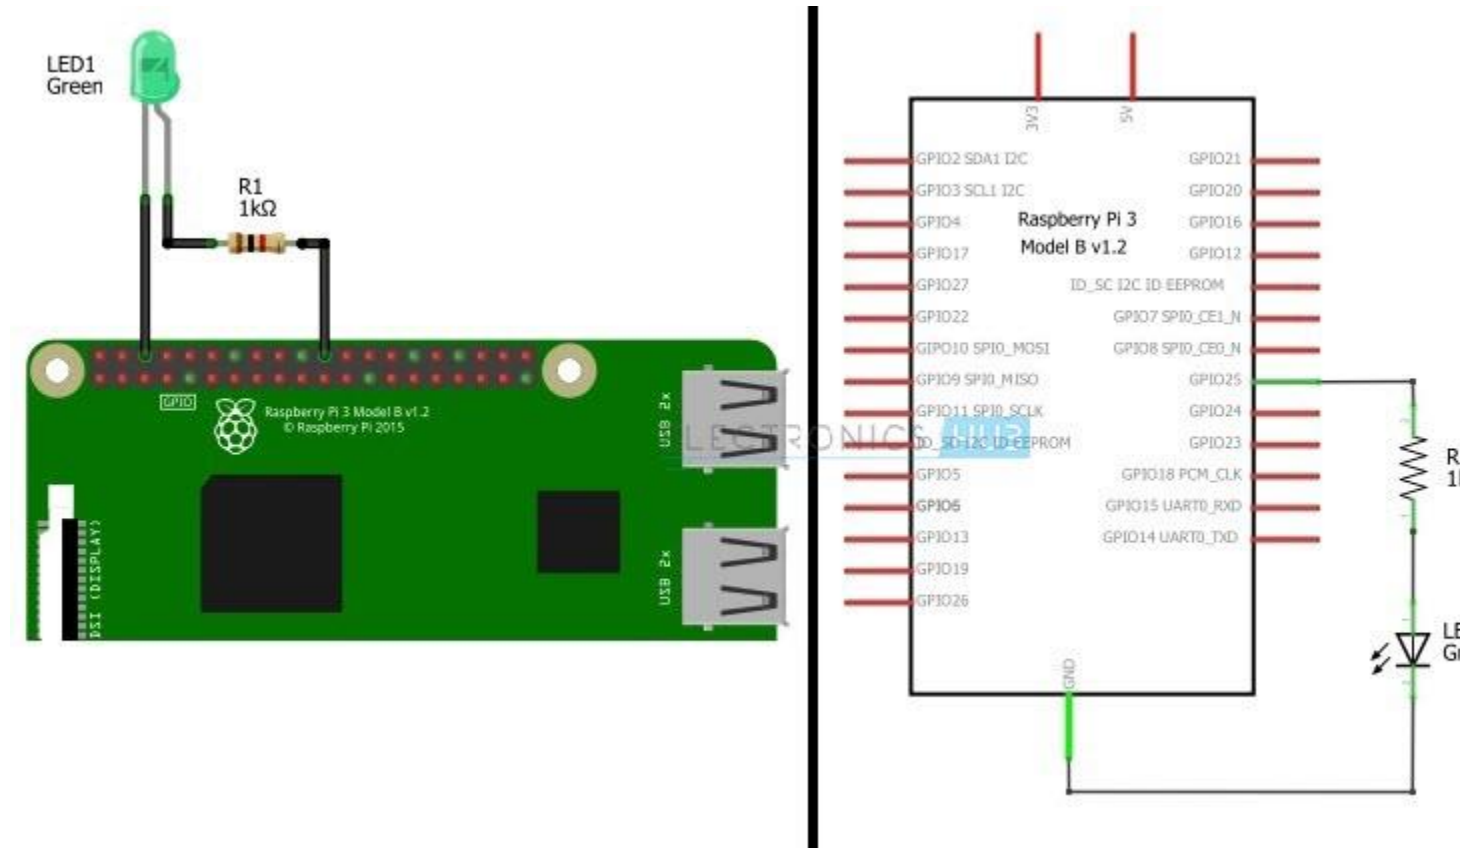 LED1
Green
R1
1kΩ
GPIO
Raspberry Pi 3 Model B v1.2
© Raspberry Pi 2015
USB 2x
USB 2x
DSI (DISPLAY)
3V3
5V
GPIO2 SDA1 I2C
GPIO3 SCL1 I2C
GPIO4
GPIO17
GPIO27
GPIO22
GIPO10 SPI0_MOSI
GPIO9 SPI0_MISO
GPIO11 SPI0_SCLK
ID_SD I2C ID EEPROM
GPIO5
GPIO6
GPIO13
GPIO19
GPIO26
Raspberry Pi 3
Model B v1.2
GPIO21
GPIO20
GPIO16
GPIO12
ID_SC I2C ID EEPROM
GPIO7 SPI0_CE1_N
GPIO8 SPI0_CE0_N
GPIO25
GPIO24
GPIO23
GPIO18 PCM_CLK
GPIO15 UART0_RXD
GPIO14 UART0_TXD
GND
LECTRONICS HUB